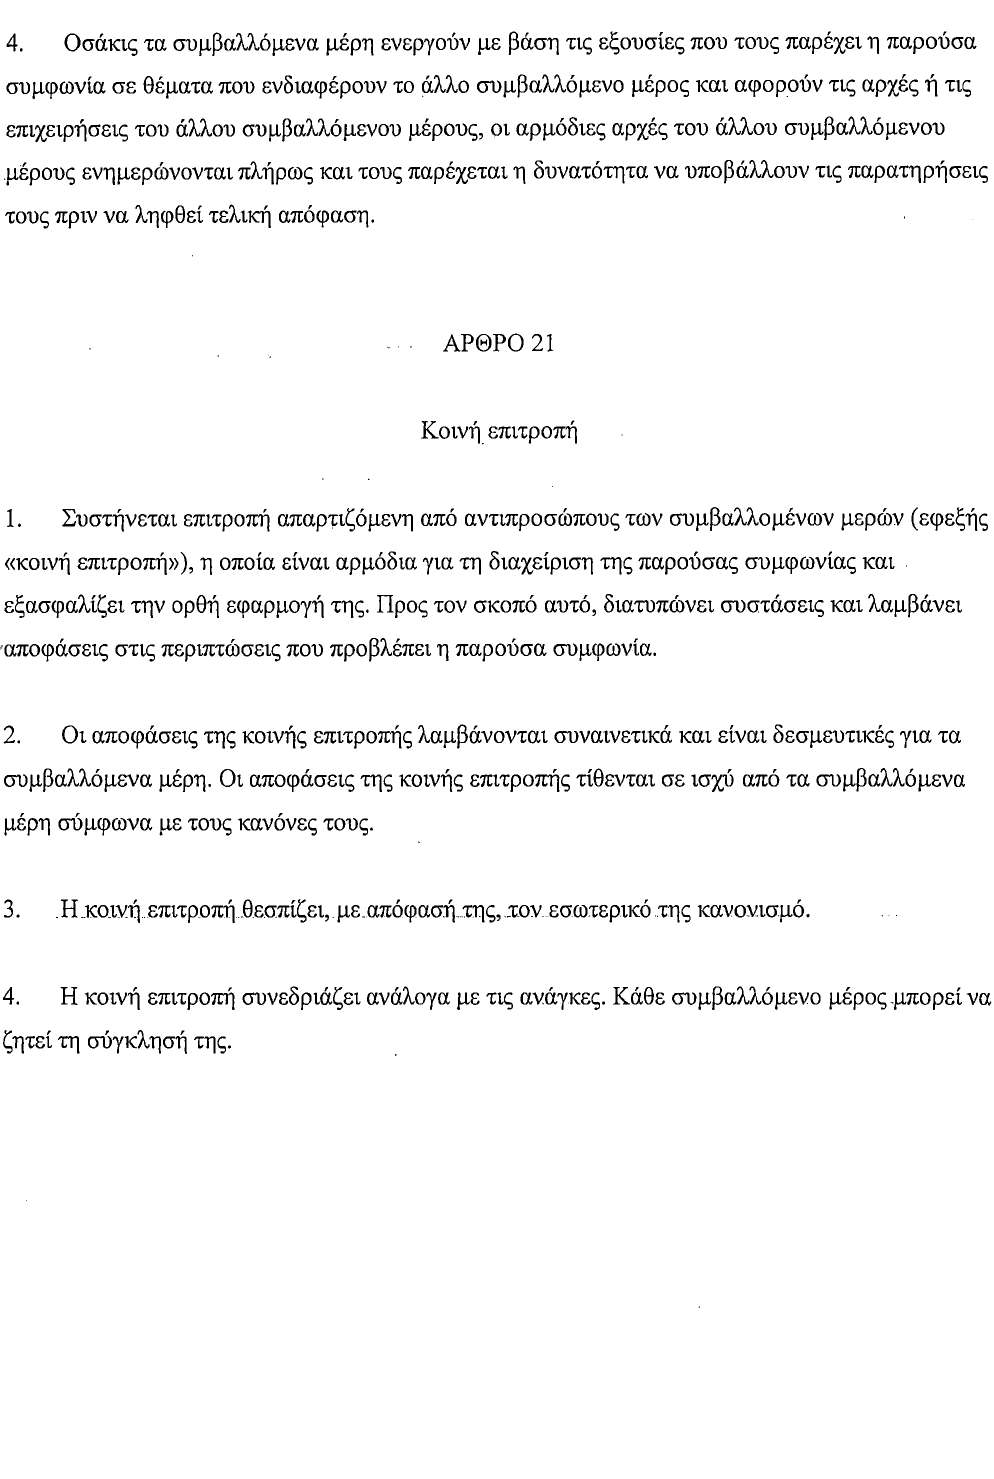 4. Οσάκις τα συμβαλλόμενα μέρη ενεργούν με βάση τις εξουσίες που τους παρέχει η παρούσα
συμφωνία σε θέματα που ενδιαφέρουν το άλλο συμβαλλόμενο μέρος και αφορούν τις αρχές ή τις
επιχειρήσεις του άλλου συμβαλλόμενου μέρους, οι αρμόδιες αρχές του άλλου συμβαλλόμενου
μέρους ενημερώνονται πλήρως και τους παρέχεται η δυνατότητα να υποβάλλουν τις παρατηρήσεις
τους πριν να ληφθεί τελική απόφαση.
ΑΡΘΡΟ 21
Κοινή επιτροπή
1. Συστήνεται επιτροπή απαρτιζόμενη από αντιπροσώπους των συμβαλλομένων μερών (εφεξής
«κοινή επιτροπή»), η οποία είναι αρμόδια για τη διαχείριση της παρούσας συμφωνίας και
εξασφαλίζει την ορθή εφαρμογή της. Προς τον σκοπό αυτό, διατυπώνει συστάσεις και λαμβάνει
αποφάσεις στις περιπτώσεις που προβλέπει η παρούσα συμφωνία.
2. Οι αποφάσεις της κοινής επιτροπής λαμβάνονται συναινετικά και είναι δεσμευτικές για τα
συμβαλλόμενα μέρη. Οι αποφάσεις της κοινής επιτροπής τίθενται σε ισχύ από τα συμβαλλόμενα
μέρη σύμφωνα με τους κανόνες τους.
3. Η κοινή επιτροπή θεσπίζει, με απόφασή της, τον εσωτερικό της κανονισμό.
4. Η κοινή επιτροπή συνεδριάζει ανάλογα με τις ανάγκες. Κάθε συμβαλλόμενο μέρος μπορεί να
ζητεί τη σύγκλησή της.